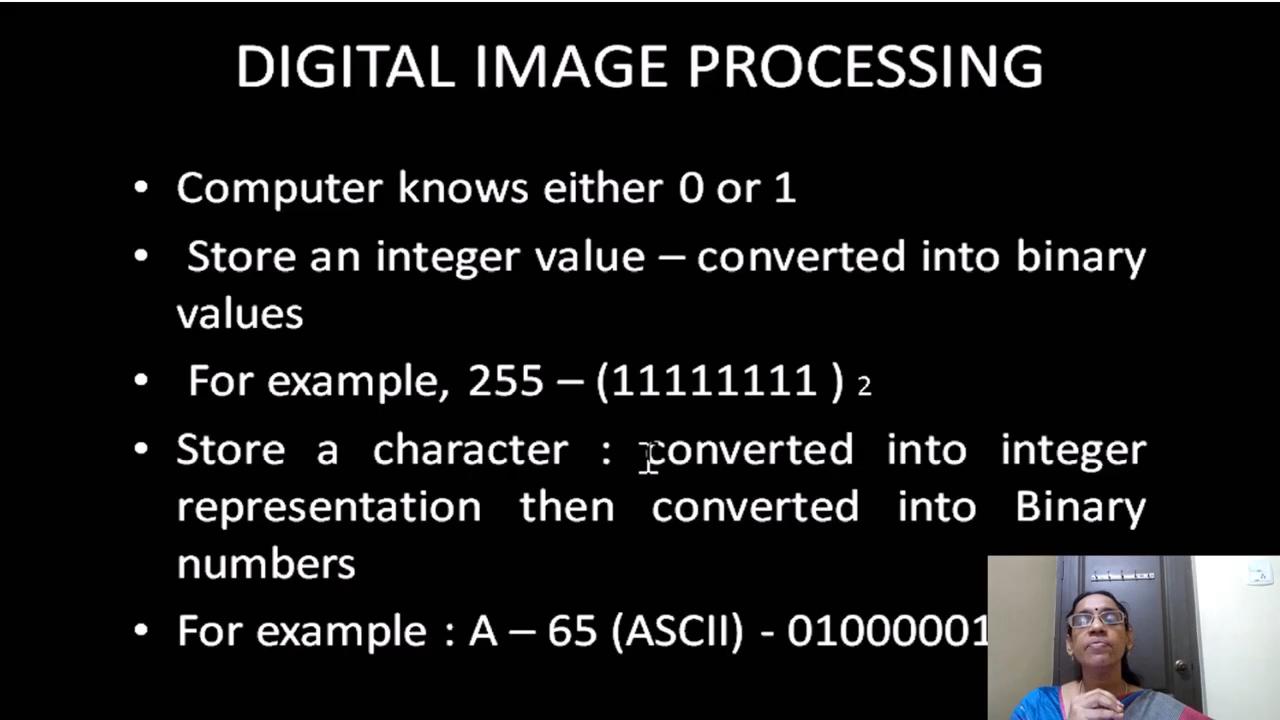 DIGITAL IMAGE PROCESSING
• Computer knows either 0 or 1
• Store an integer value – converted into binary
values
• For example, 255 – (11111111 ) 2
• Store a character : converted into integer
representation then converted into Binary
numbers
• For example : A – 65 (ASCII) - 01000001